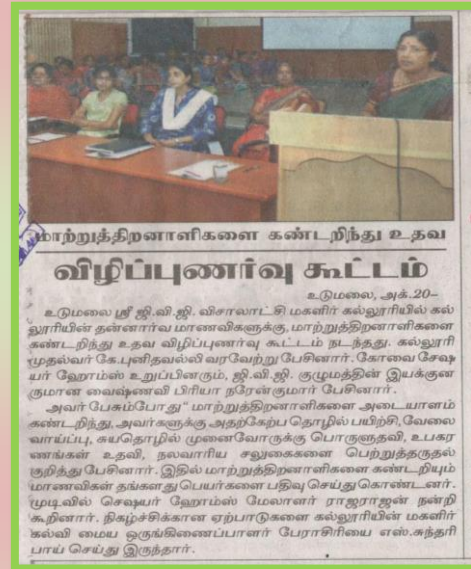 மாற்றுத்திறனாளிகளை கண்டறிந்து உதவ
விழிப்புணர்வு கூட்டம்
உடுமலை, அக்.20–
உடுமலை ஸ்ரீ ஜி.வி.ஜி. விசாலாட்சி மகளிர் கல்லூரியில் கல்
லூரியின் தன்னார்வ மாணவிகளுக்கு, மாற்றுத்திறனாளிகளை
கண்டறிந்து உதவ விழிப்புணர்வு கூட்டம் நடந்தது. கல்லூரி
முதல்வர் கே.புனிதவல்லி வரவேற்று பேசினார். கோவை சேஷ
யர் ஹோம்ஸ் உறுப்பினரும், ஜி.வி.ஜி. குழுமத்தின் இயக்குன
ருமான வைஷ்ணவி பிரியா நரேன்குமார் பேசினார்.
அவர் பேசும்போது " மாற்றுத்திறனாளிகளை அடையாளம்
கண்டறிந்து, அவர்களுக்கு அதற்கேற்ப தொழில் பயிற்சி, வேலை
வாய்ப்பு, சுயதொழில் முனைவோருக்கு பொருளுதவி, உபகர
ணங்கள் உதவி, நலவாரிய சலுகைகளை பெற்றுத்தருதல்
குறித்து பேசினார். இதில் மாற்றுத்திறனாளிகளை கண்டறியும்
மாணவிகள் தங்களது பெயர்களை பதிவு செய்து கொண்டனர்.
முடிவில் செஷயர் ஹோம்ஸ் மேலாளர் ராஜராஜன் நன்றி
கூறினார். நிகழ்ச்சிக்கான ஏற்பாடுகளை கல்லூரியின் மகளிர்
கல்வி மைய ஒருங்கிணைப்பாளர் பேராசிரியை எஸ்.சுந்தரி
பாய் செய்து இருந்தார்.